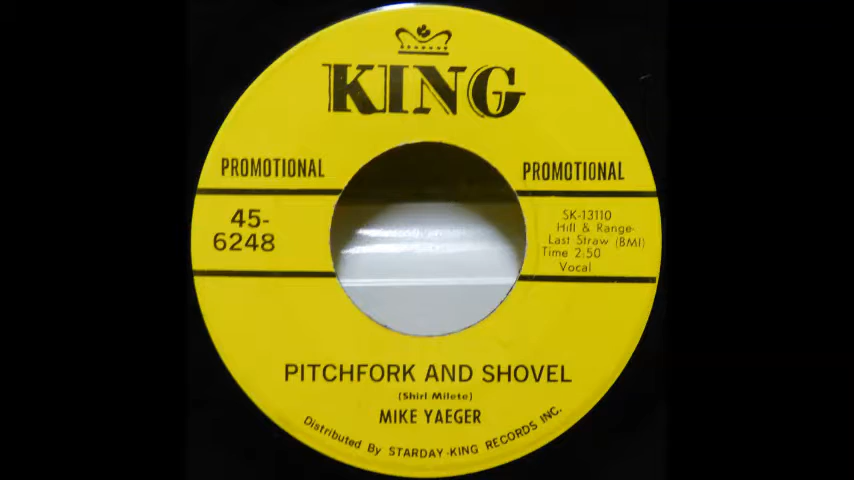 KING
PROMOTIONAL
PROMOTIONAL
45-
6248
SK-13110
Hill & Range-
Last Straw (BMI)
Time 2:50
Vocal
PITCHFORK AND SHOVEL
(Shirl Milete)
MIKE YAEGER
Distributed By STARDAY-KING RECORDS INC.